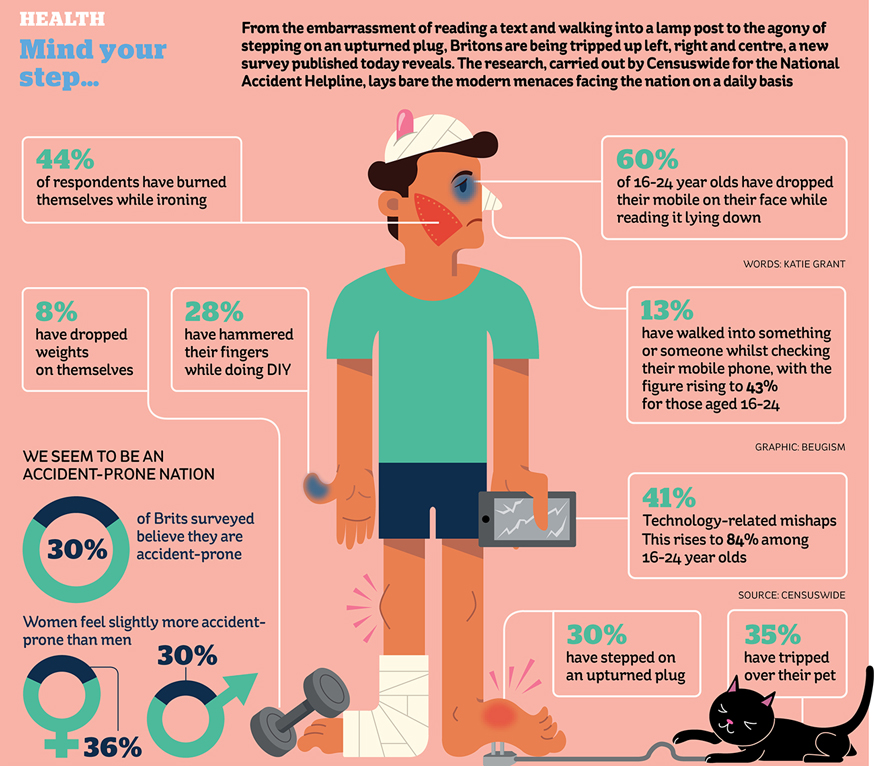 HEALTH
Mind your
step...
From the embarrassment of reading a text and walking into a lamp post to the agony of
stepping on an upturned plug, Britons are being tripped up left, right and centre, a new
survey published today reveals. The research, carried out by Censuswide for the National
Accident Helpline, lays bare the modern menaces facing the nation on a daily basis
44%
of respondents have burned
themselves while ironing
60%
of 16-24 year olds have dropped
their mobile on their face while
reading it lying down
WORDS: KATIE GRANT
8%
have dropped
weights
on themselves
28%
have hammered
their fingers
while doing DIY
13%
have walked into something
or someone whilst checking
their mobile phone, with the
figure rising to 43%
for those aged 16-24
GRAPHIC: BEUGISM
WE SEEM TO BE AN
ACCIDENT-PRONE NATION
30%
of Brits surveyed
believe they are
accident-prone
41%
Technology-related mishaps
This rises to 84% among
16-24 year olds
SOURCE: CENSUSWIDE
Women feel slightly more accident-
prone than men
30%
36%
30%
have stepped on
an upturned plug
35%
have tripped
over their pet